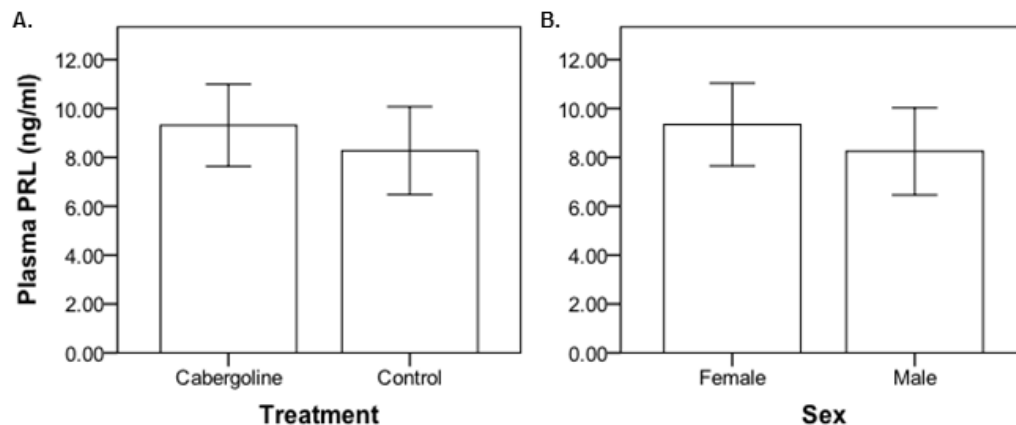 A.
Plasma PRL (ng/ml)
12.00
10.00
8.00
6.00
4.00
2.00
0.00
Cabergoline Control
Treatment
B.
12.00
10.00
8.00
6.00
4.00
2.00
0.00
Female Male
Sex